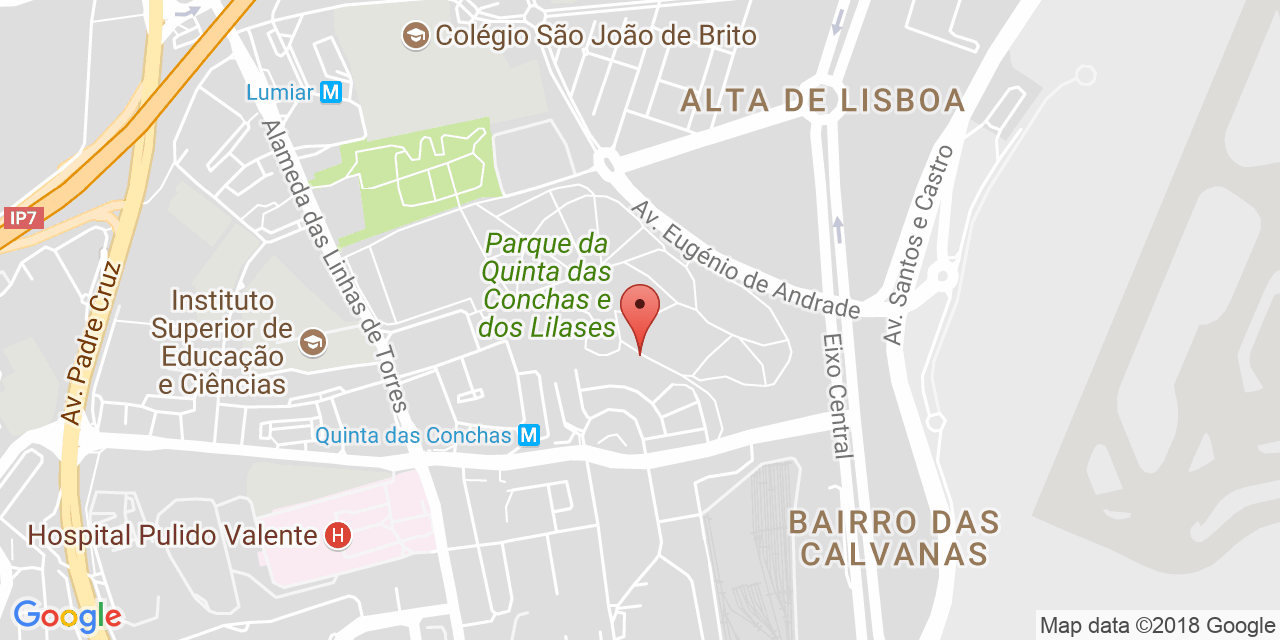 Colégio São João de Brito
Lumiar M
ALTA DE LISBOA
Alameda das Linhas de Torres
IP7
Av. Padre Cruz
Parque da
Quinta das
Conchas e
dos Lilases
Av. Eugénio de Andrade
Av. Santos e Castro
Instituto
Superior de
Educação
e Ciências
Eixo Central
Quinta das Conchas M
Hospital Pulido Valente H
BAIRRO DAS
CALVANAS
Google
Map data ©2018 Google